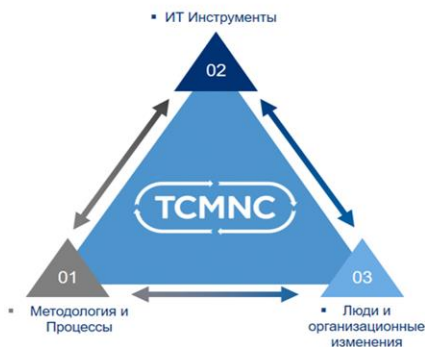 ▪ ИТ Инструменты
02
TCMNC
01
03
▪ Методология и
Процессы
▪ Люди и
организационные
изменения